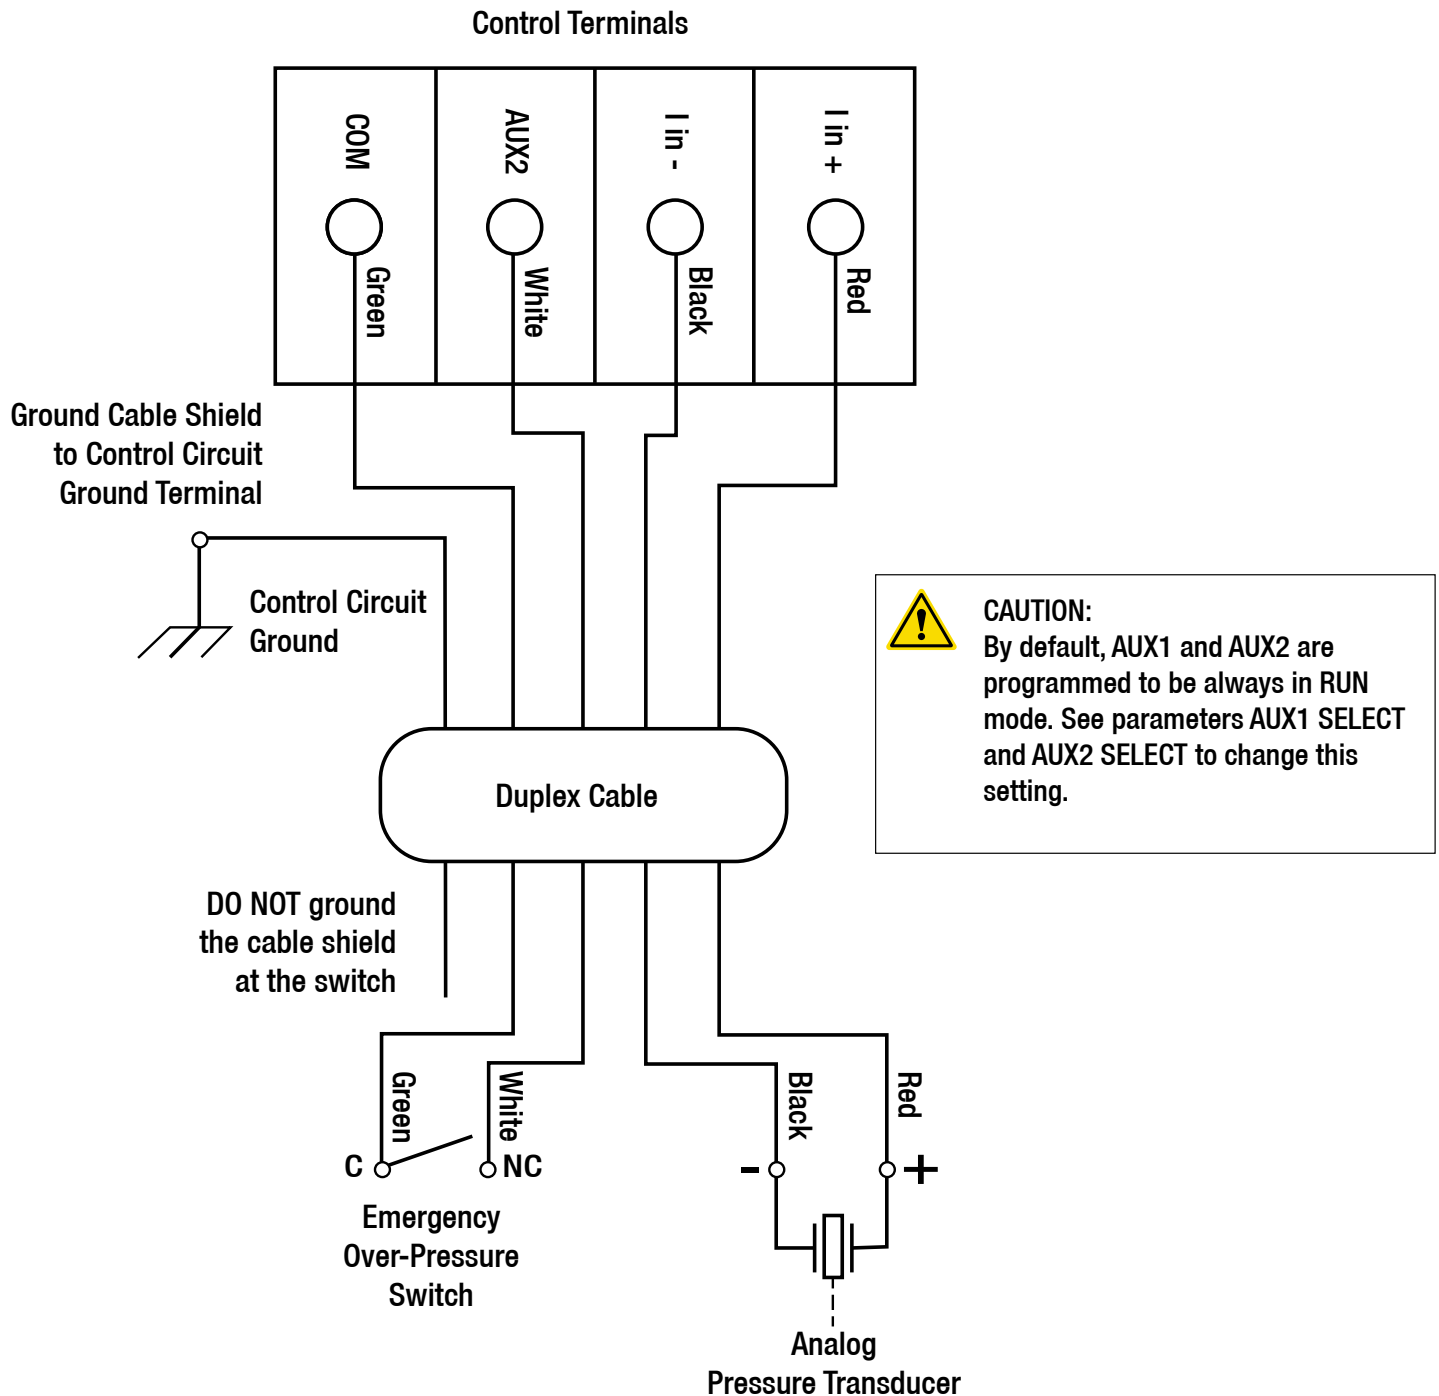 Control Terminals
COM
AUX2
I in -
I in +
Green
White
Black
Red
Ground Cable Shield
to Control Circuit
Ground Terminal
Control Circuit
Ground
CAUTION:
By default, AUX1 and AUX2 are
programmed to be always in RUN
mode. See parameters AUX1 SELECT
and AUX2 SELECT to change this
setting.
Duplex Cable
DO NOT ground
the cable shield
at the switch
Green
White
Black
Red
C
NC
-
+
Emergency
Over-Pressure
Switch
Analog
Pressure Transducer